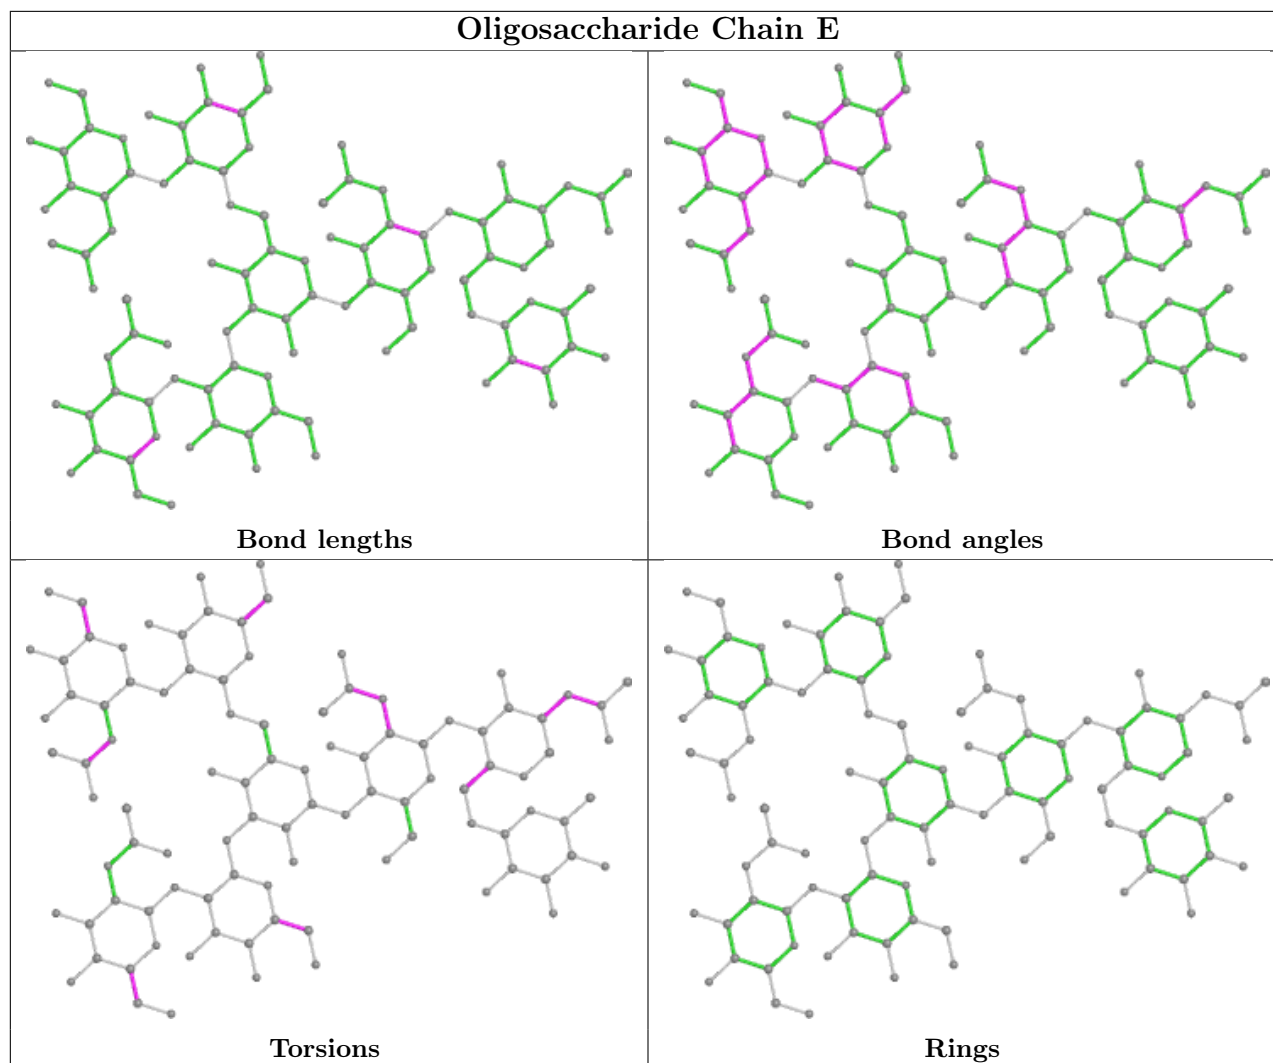 Oligosaccharide Chain E
Bond lengths
Bond angles
Torsions
Rings